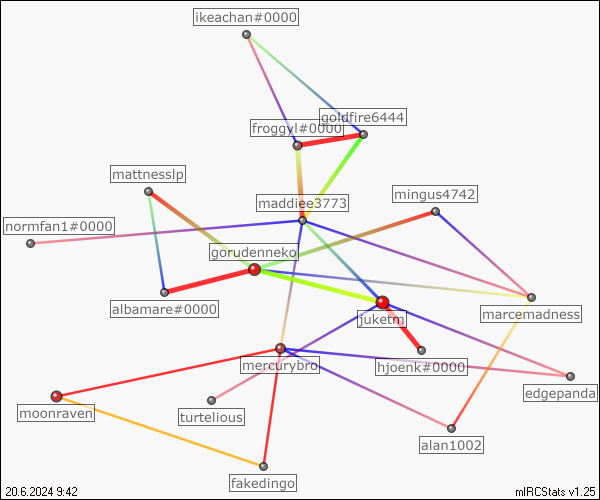 ikeachan#0000
goldfire6444
froggyl#0000
mattnesslp
mingus4742
maddiee3773
normfan1#0000
gorudenneko
albamare#0000
marcemadness
juketm
mercurybro
hjoenk#0000
edgepanda
moonraven
turtelious
alan1002
fakedingo
20.6.2024 9:42
mIRCStats v1.25